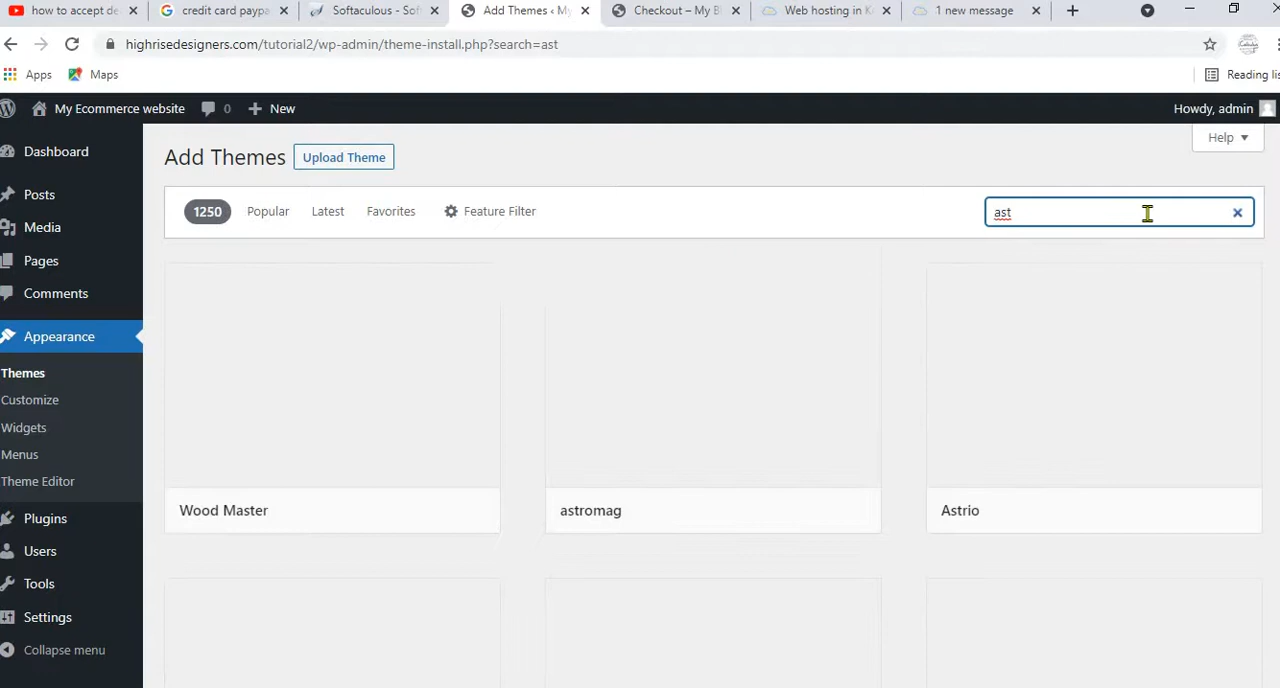 how to accept de
credit card paypa
Softaculous - Sof
Add Themes ‹ My
Checkout – My B
Web hosting in K
1 new message
highrisedesigners.com/tutorial2/wp-admin/theme-install.php?search=ast
Apps
Maps
Reading lis
My Ecommerce website
0
New
Howdy, admin
Dashboard
Posts
Media
Pages
Comments
Appearance
Themes
Customize
Widgets
Menus
Theme Editor
Plugins
Users
Tools
Settings
Collapse menu
Add Themes
Upload Theme
Help
1250
Popular
Latest
Favorites
Feature Filter
ast
Wood Master
astromag
Astrio